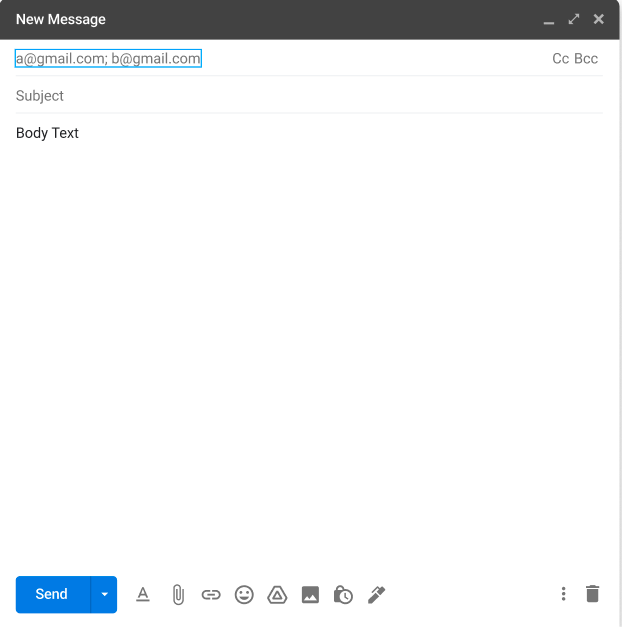 New Message
a@gmail.com; b@gmail.com Cc Bcc
Subject
Body Text
Send